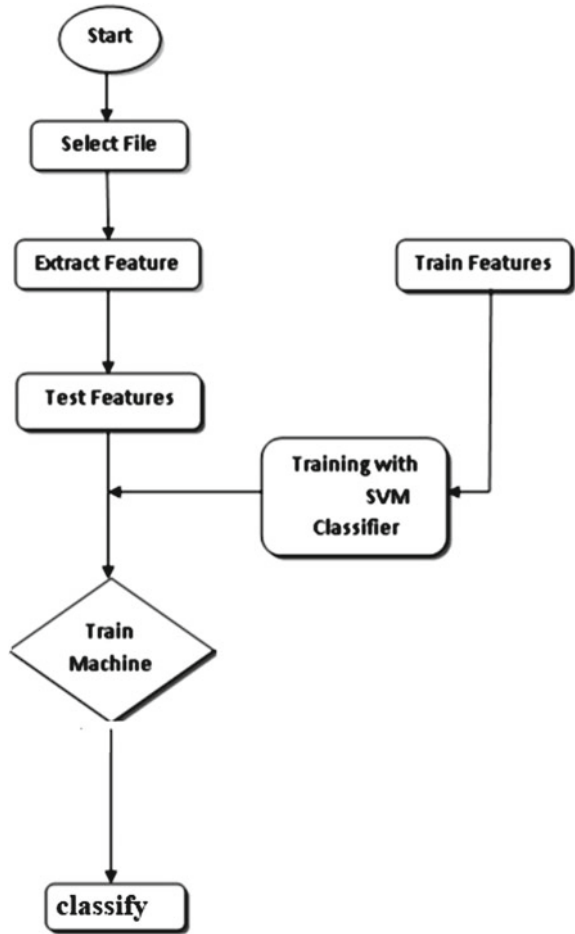 Start
Select File
Extract Feature
Train Features
Test Features
Training with
SVM
Classifier
Train
Machine
classify